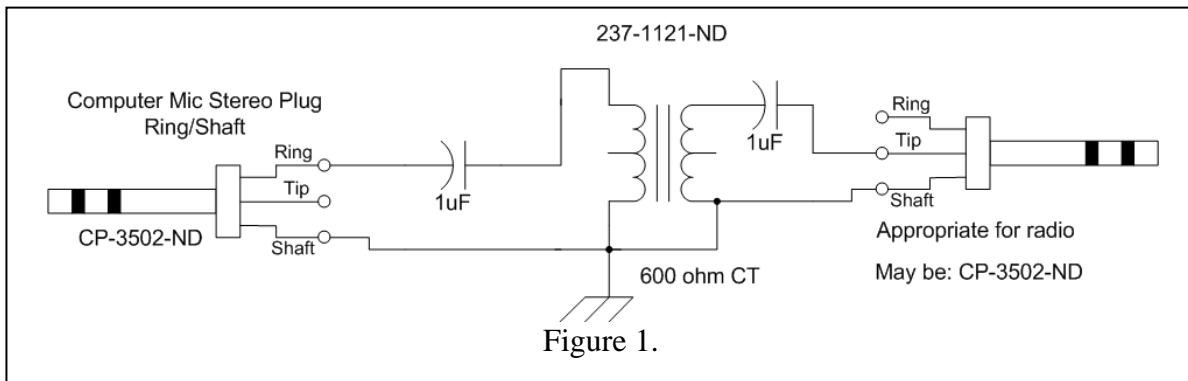 237-1121-ND
Computer Mic Stereo Plug
Ring/Shaft
Ring
Tip
Shaft
CP-3502-ND
1uF
1uF
600 ohm CT
Ring
Tip
Shaft
Appropriate for radio
May be: CP-3502-ND
Figure 1.